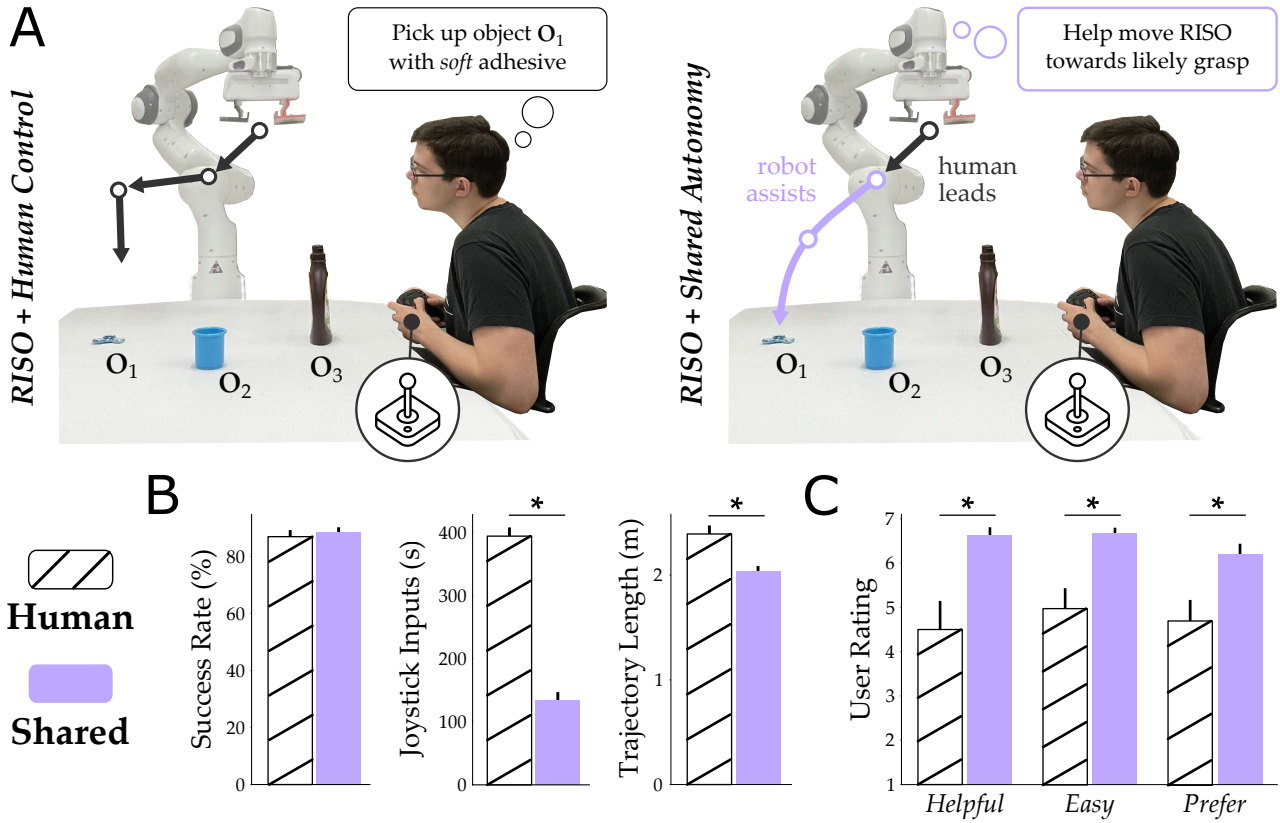 A
RISO + Human Control
Pick up object O₁
with soft adhesive
O₁
O₂
O₃
RISO + Shared Autonomy
Help move RISO
towards likely grasp
robot
assists
human
leads
O₁
O₂
O₃
Human
Shared
B
Success Rate (%)
80
60
40
20
0
Joystick Inputs (s)
*
400
300
200
100
0
Trajectory Length (m)
*
2
1
0
C
User Rating
* * *
7
6
5
4
3
2
1
Helpful Easy Prefer